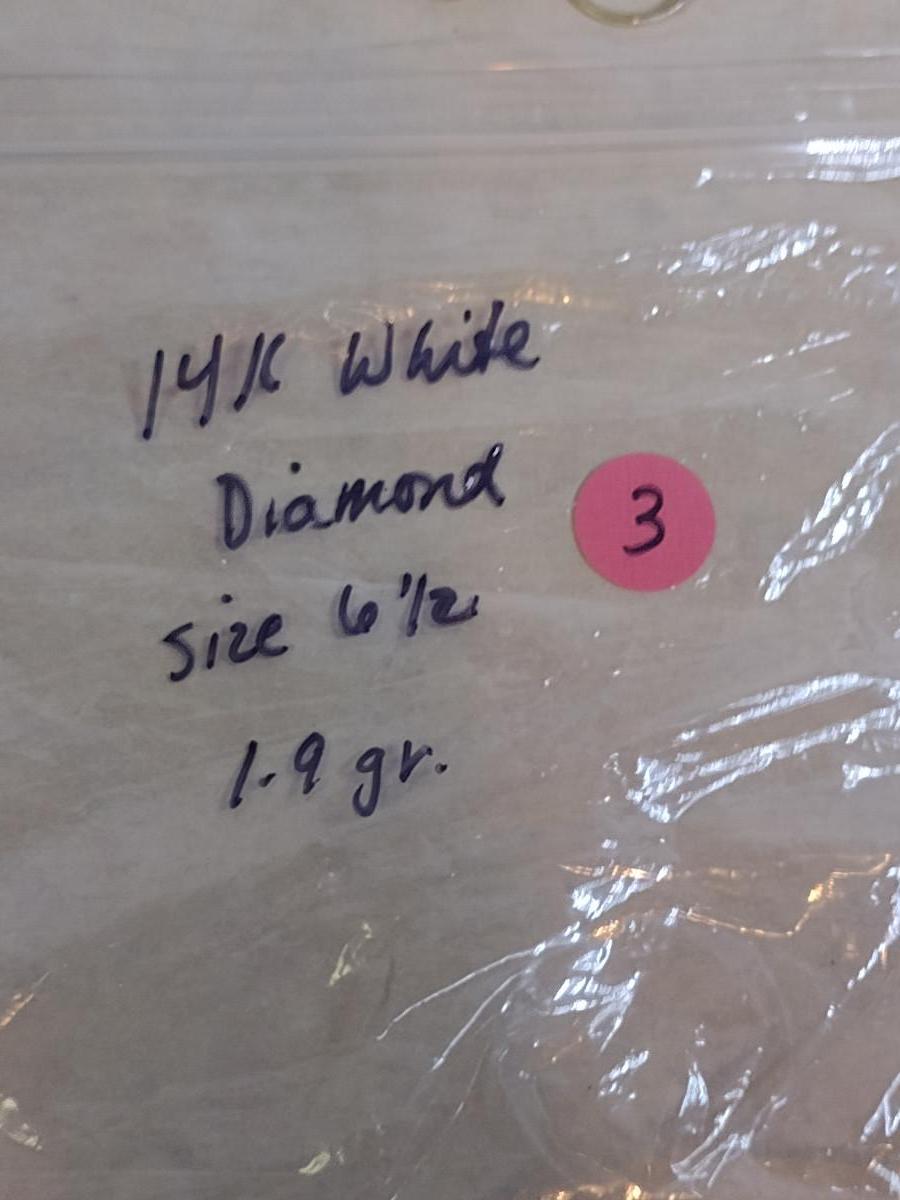 14K White
Diamond
3
size 6 1/2
1.9 gr.